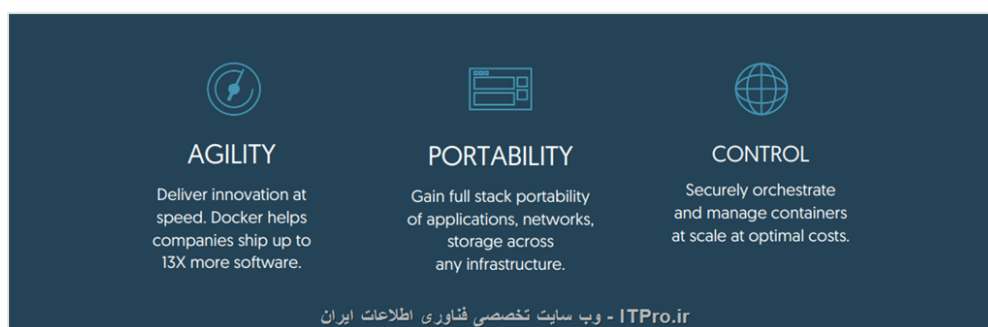 AGILITY
Deliver innovation at
speed. Docker helps
companies ship up to
13X more software.
PORTABILITY
Gain full stack portability
of applications, networks,
storage across
any infrastructure.
CONTROL
Securely orchestrate
and manage containers
at scale at optimal costs.
ITPro.ir - وب سایت تخصصی فناوری اطلاعات ایران